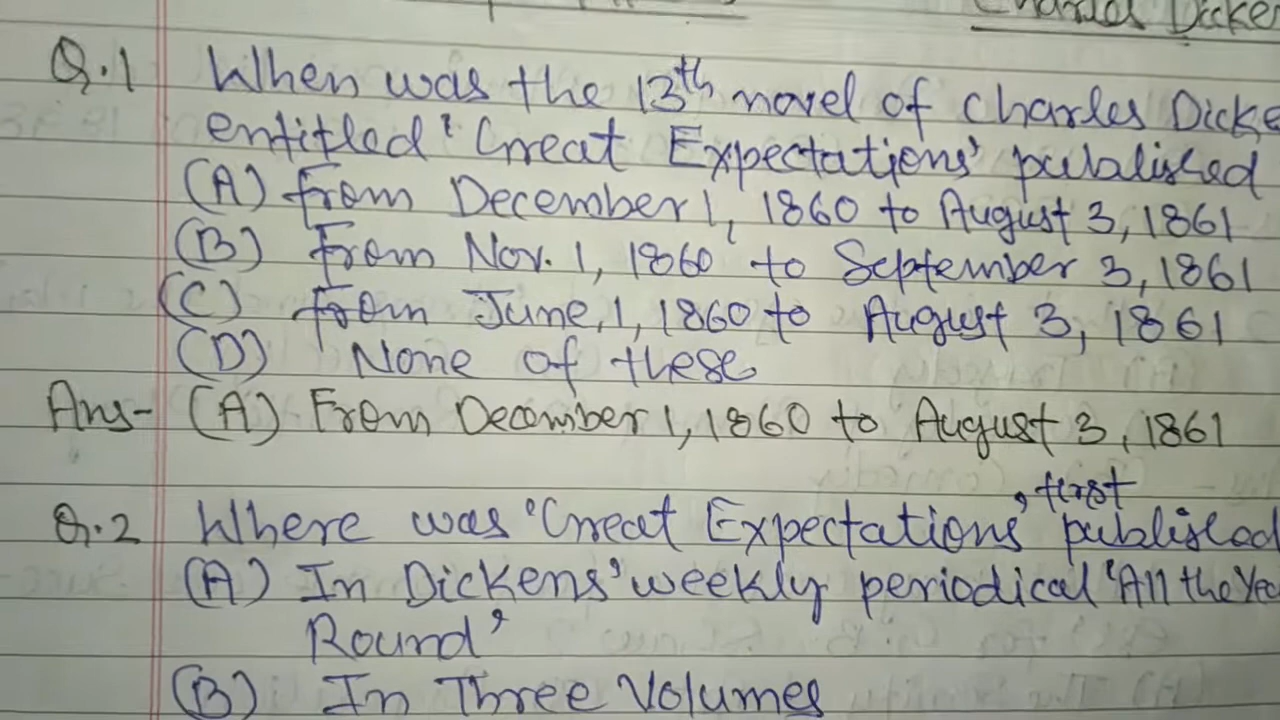 Charles Dicke
Q.1 When was the 13th novel of Charles Dicke
entitled 'Great Expectations' published
(A) From December 1, 1860 to August 3, 1861
(B) From Nov. 1, 1860 to September 3, 1861
(C) From June, 1, 1860 to August 3, 1861
(D) None of these
Ans- (A) From December 1, 1860 to August 3, 1861
Q.2 Where was 'Great Expectations' first published
(A) In Dickens' weekly periodical 'All the Yea
Round'
(B) In Three Volumes